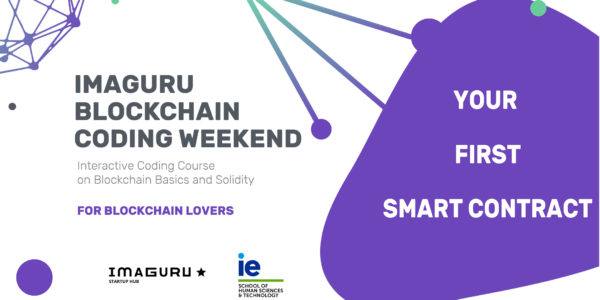 IMAGURU
BLOCKCHAIN
CODING WEEKEND
Interactive Coding Course
on Blockchain Basics and Solidity
FOR BLOCKCHAIN LOVERS
YOUR
FIRST
SMART CONTRACT
IMAGURU
STARTUP HUB
ie
SCHOOL OF
HUMAN SCIENCES
& TECHNOLOGY